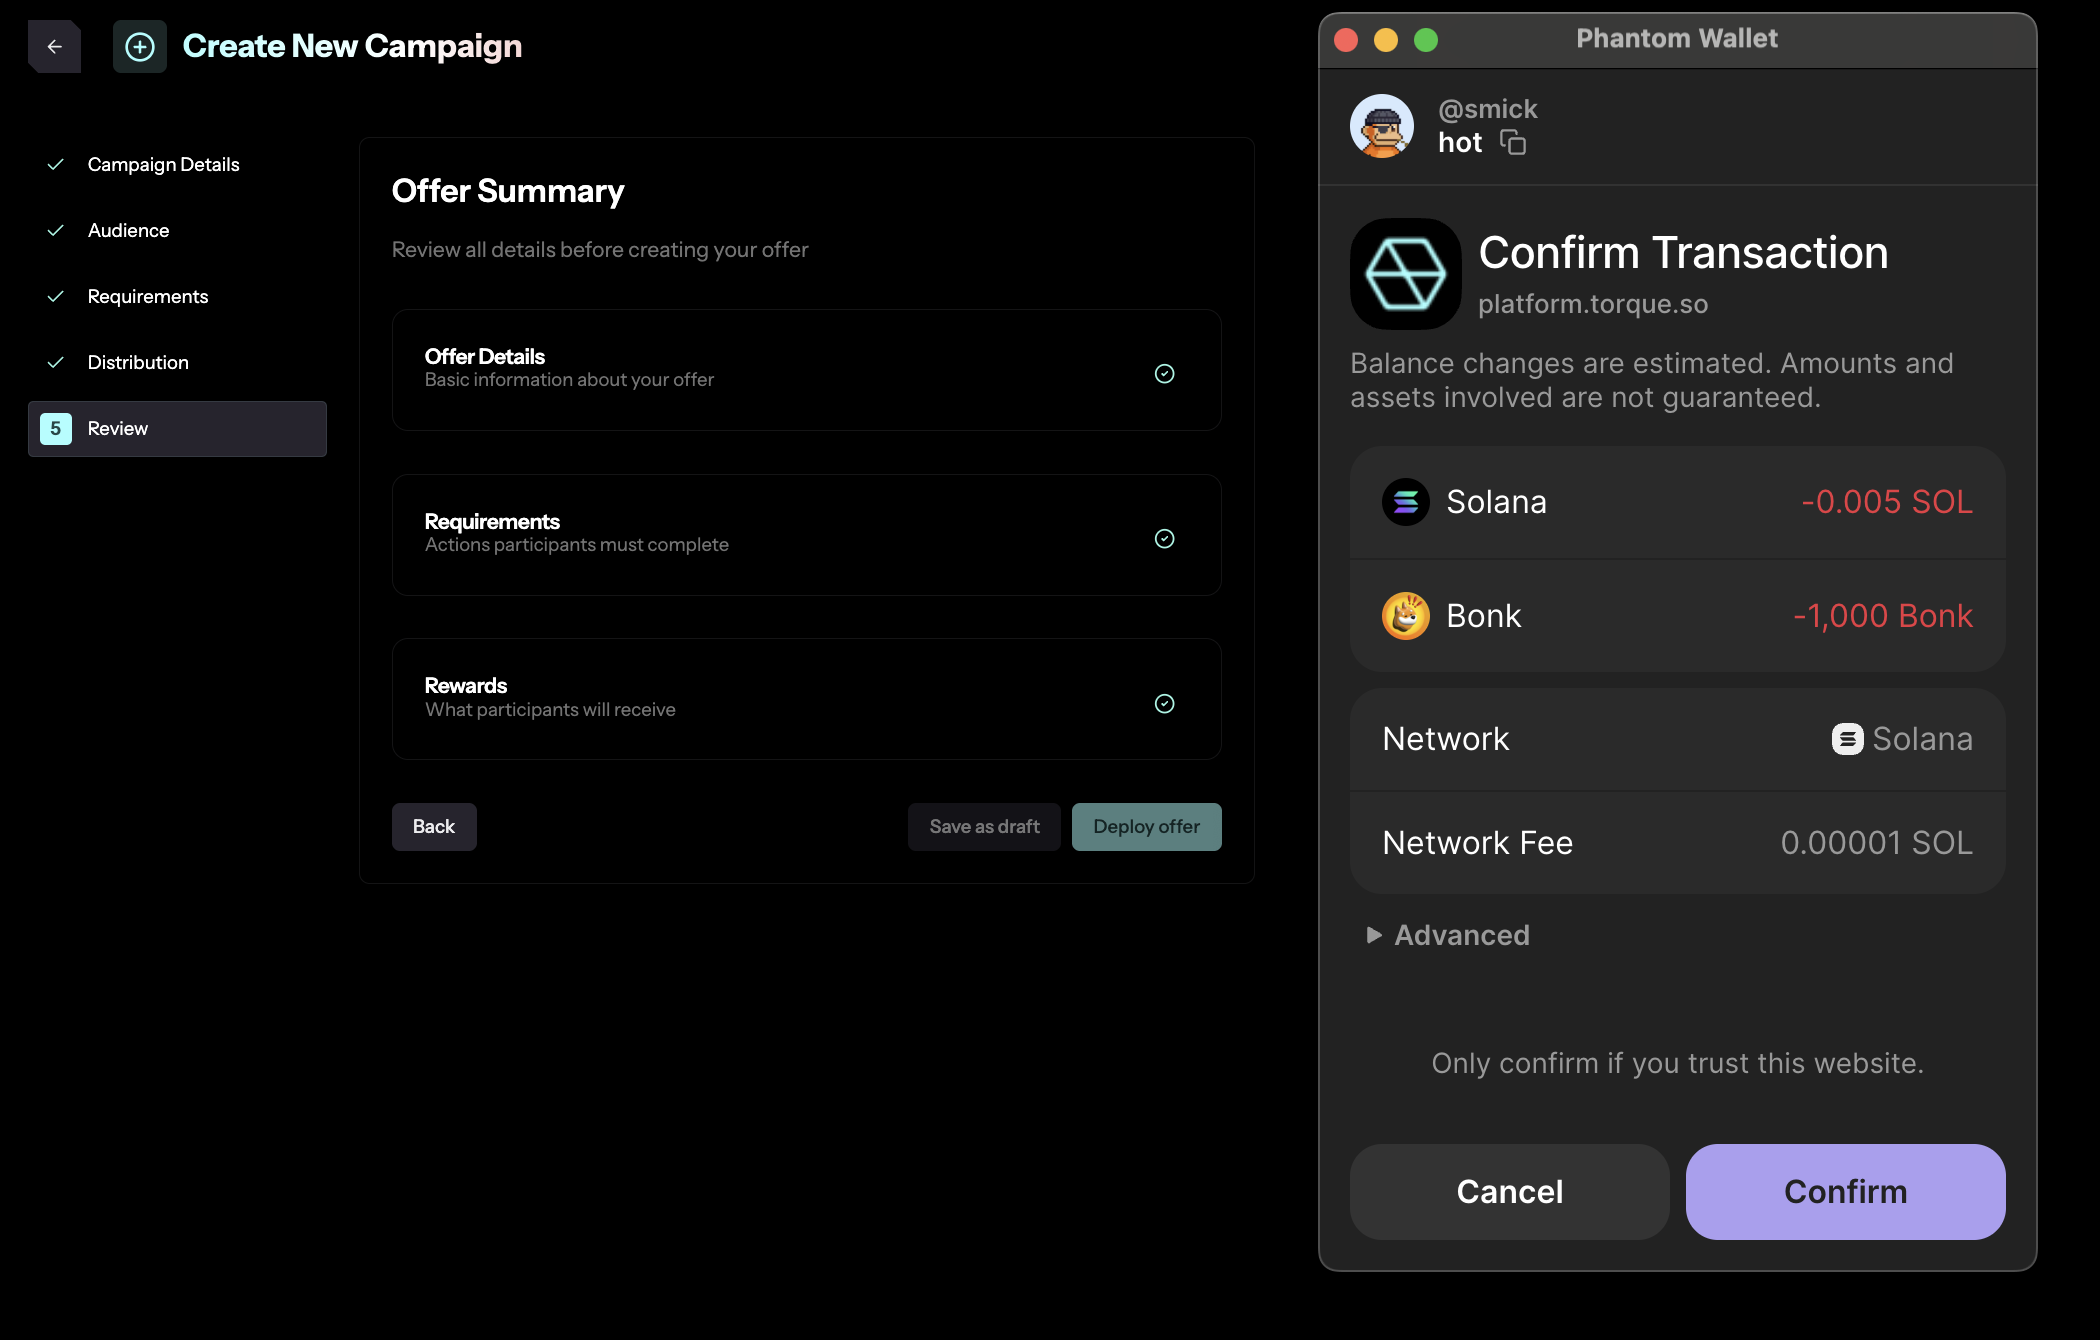 Create New Campaign
Campaign Details
Audience
Requirements
Distribution
5 Review
Offer Summary
Review all details before creating your offer
Offer Details
Basic information about your offer
Requirements
Actions participants must complete
Rewards
What participants will receive
Back
Save as draft
Deploy offer
Phantom Wallet
@smick
hot
Confirm Transaction
platform.torque.so
Balance changes are estimated. Amounts and
assets involved are not guaranteed.
Solana -0.005 SOL
Bonk -1,000 Bonk
Network Solana
Network Fee 0.00001 SOL
Advanced
Only confirm if you trust this website.
Cancel
Confirm